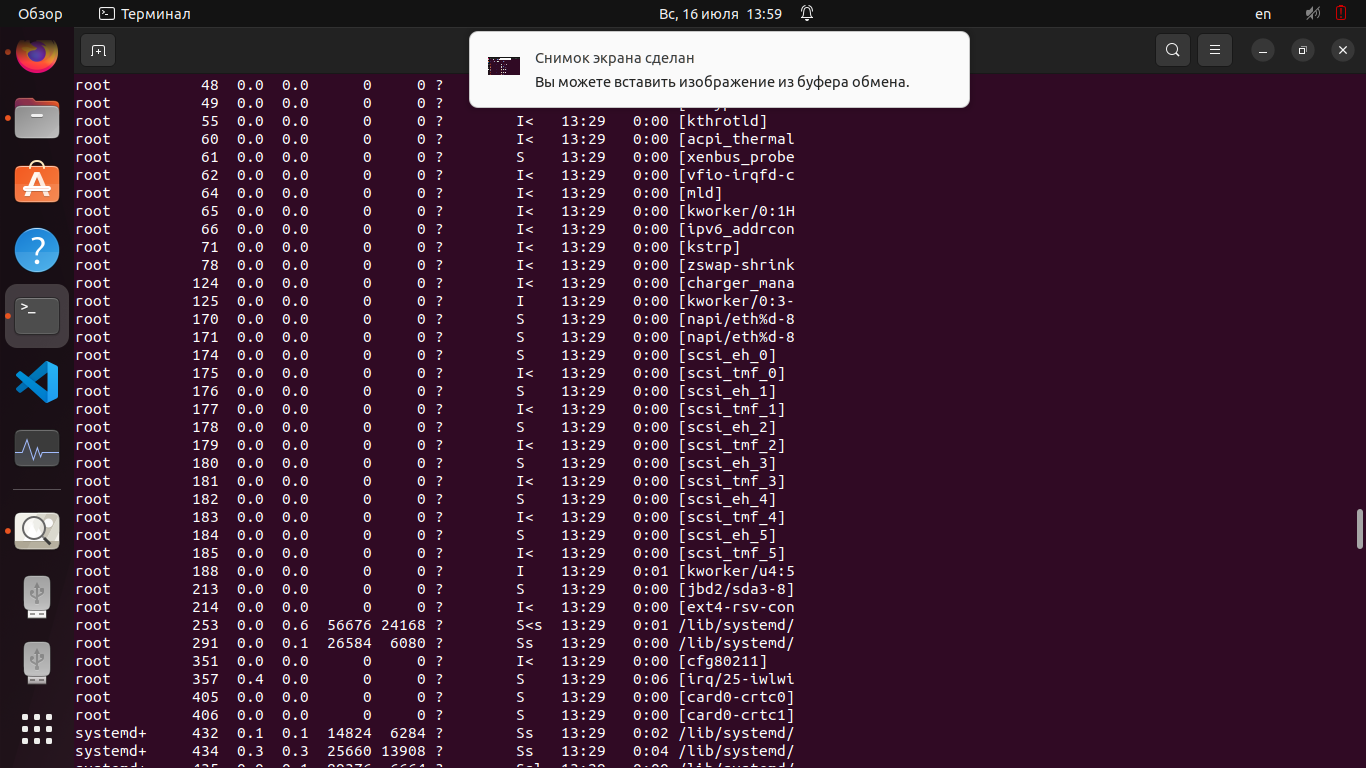 Обзор Терминал Вс, 16 июля 13:59 en
Снимок экрана сделан
Вы можете вставить изображение из буфера обмена.
root 48 0.0 0.0 0 0 ?
root 49 0.0 0.0 0 0 ?
root 55 0.0 0.0 0 0 ? I< 13:29 0:00 [kthrotld]
root 60 0.0 0.0 0 0 ? I< 13:29 0:00 [acpi_thermal
root 61 0.0 0.0 0 0 ? S 13:29 0:00 [xenbus_probe
root 62 0.0 0.0 0 0 ? I< 13:29 0:00 [vfio-irqfd-c
root 64 0.0 0.0 0 0 ? I< 13:29 0:00 [mld]
root 65 0.0 0.0 0 0 ? I< 13:29 0:00 [kworker/0:1H
root 66 0.0 0.0 0 0 ? I< 13:29 0:00 [ipv6_addrcon
root 71 0.0 0.0 0 0 ? I< 13:29 0:00 [kstrp]
root 78 0.0 0.0 0 0 ? I< 13:29 0:00 [zswap-shrink
root 124 0.0 0.0 0 0 ? I< 13:29 0:00 [charger_mana
root 125 0.0 0.0 0 0 ? I 13:29 0:00 [kworker/0:3-
root 170 0.0 0.0 0 0 ? S 13:29 0:00 [napi/eth%d-8
root 171 0.0 0.0 0 0 ? S 13:29 0:00 [napi/eth%d-8
root 174 0.0 0.0 0 0 ? S 13:29 0:00 [scsi_eh_0]
root 175 0.0 0.0 0 0 ? I< 13:29 0:00 [scsi_tmf_0]
root 176 0.0 0.0 0 0 ? S 13:29 0:00 [scsi_eh_1]
root 177 0.0 0.0 0 0 ? I< 13:29 0:00 [scsi_tmf_1]
root 178 0.0 0.0 0 0 ? S 13:29 0:00 [scsi_eh_2]
root 179 0.0 0.0 0 0 ? I< 13:29 0:00 [scsi_tmf_2]
root 180 0.0 0.0 0 0 ? S 13:29 0:00 [scsi_eh_3]
root 181 0.0 0.0 0 0 ? I< 13:29 0:00 [scsi_tmf_3]
root 182 0.0 0.0 0 0 ? S 13:29 0:00 [scsi_eh_4]
root 183 0.0 0.0 0 0 ? I< 13:29 0:00 [scsi_tmf_4]
root 184 0.0 0.0 0 0 ? S 13:29 0:00 [scsi_eh_5]
root 185 0.0 0.0 0 0 ? I< 13:29 0:00 [scsi_tmf_5]
root 188 0.0 0.0 0 0 ? I 13:29 0:01 [kworker/u4:5
root 213 0.0 0.0 0 0 ? S 13:29 0:00 [jbd2/sda3-8]
root 214 0.0 0.0 0 0 ? I< 13:29 0:00 [ext4-rsv-con
root 253 0.0 0.6 56676 24168 ? S<s 13:29 0:01 /lib/systemd/
root 291 0.0 0.1 26584 6080 ? Ss 13:29 0:00 /lib/systemd/
root 351 0.0 0.0 0 0 ? I< 13:29 0:00 [cfg80211]
root 357 0.4 0.0 0 0 ? S 13:29 0:06 [irq/25-iwlwi
root 405 0.0 0.0 0 0 ? S 13:29 0:00 [card0-crtc0]
root 406 0.0 0.0 0 0 ? S 13:29 0:00 [card0-crtc1]
systemd+ 432 0.1 0.1 14824 6284 ? Ss 13:29 0:02 /lib/systemd/
systemd+ 434 0.3 0.3 25660 13908 ? Ss 13:29 0:04 /lib/systemd/